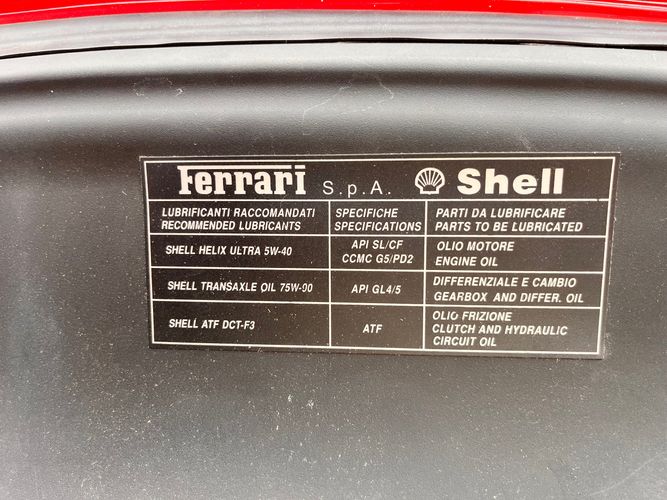 Ferrari S.p.A. Shell
LUBRIFICANTI RACCOMANDATI
RECOMMENDED LUBRICANTS
SPECIFICHE
SPECIFICATIONS
PARTI DA LUBRIFICARE
PARTS TO BE LUBRICATED
SHELL HELIX ULTRA 5W-40
API SL/CF
CCMC G5/PD2
OLIO MOTORE
ENGINE OIL
SHELL TRANSAXLE OIL 75W-90
API GL4/5
DIFFERENZIALE E CAMBIO
GEARBOX AND DIFFER. OIL
SHELL ATF DCT-F3
ATF
OLIO FRIZIONE
CLUTCH AND HYDRAULIC
CIRCUIT OIL